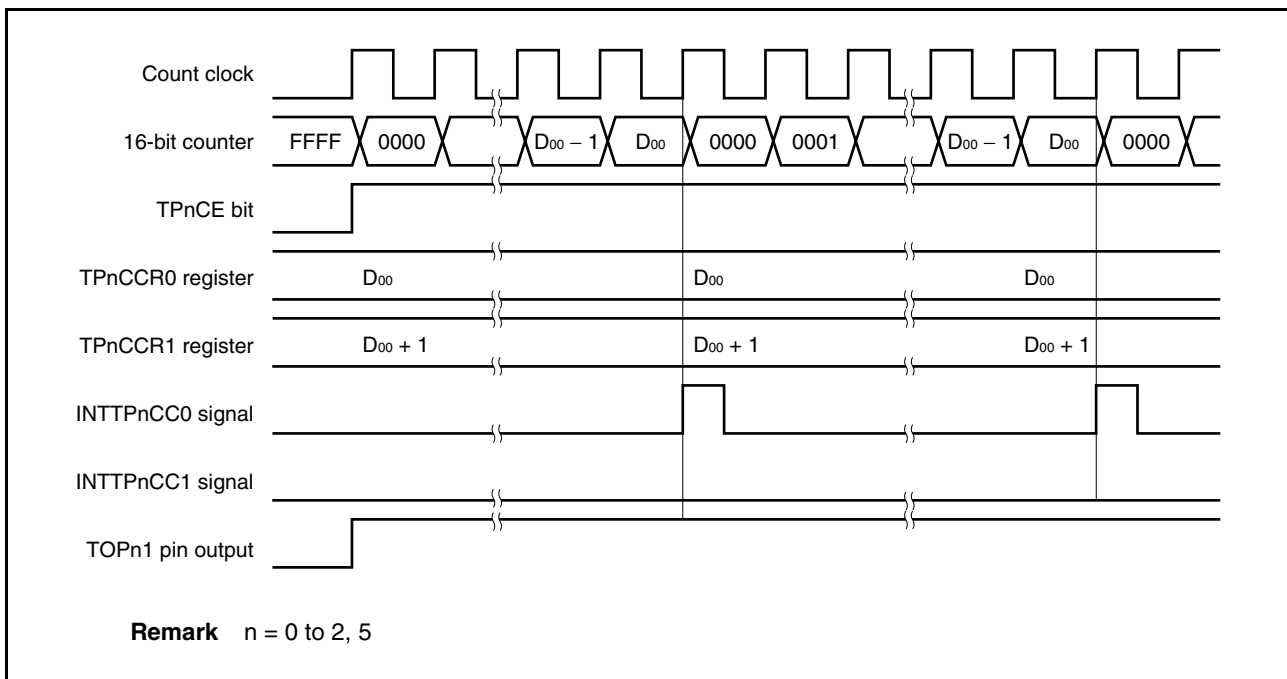 Count clock
16-bit counter FFFF 0000 D00 − 1 D00 0000 0001 D00 − 1 D00 0000
TPnCE bit
TPnCCR0 register D00 D00 D00
TPnCCR1 register D00 + 1 D00 + 1 D00 + 1
INTTPnCC0 signal
INTTPnCC1 signal
TOPn1 pin output
Remark n = 0 to 2, 5